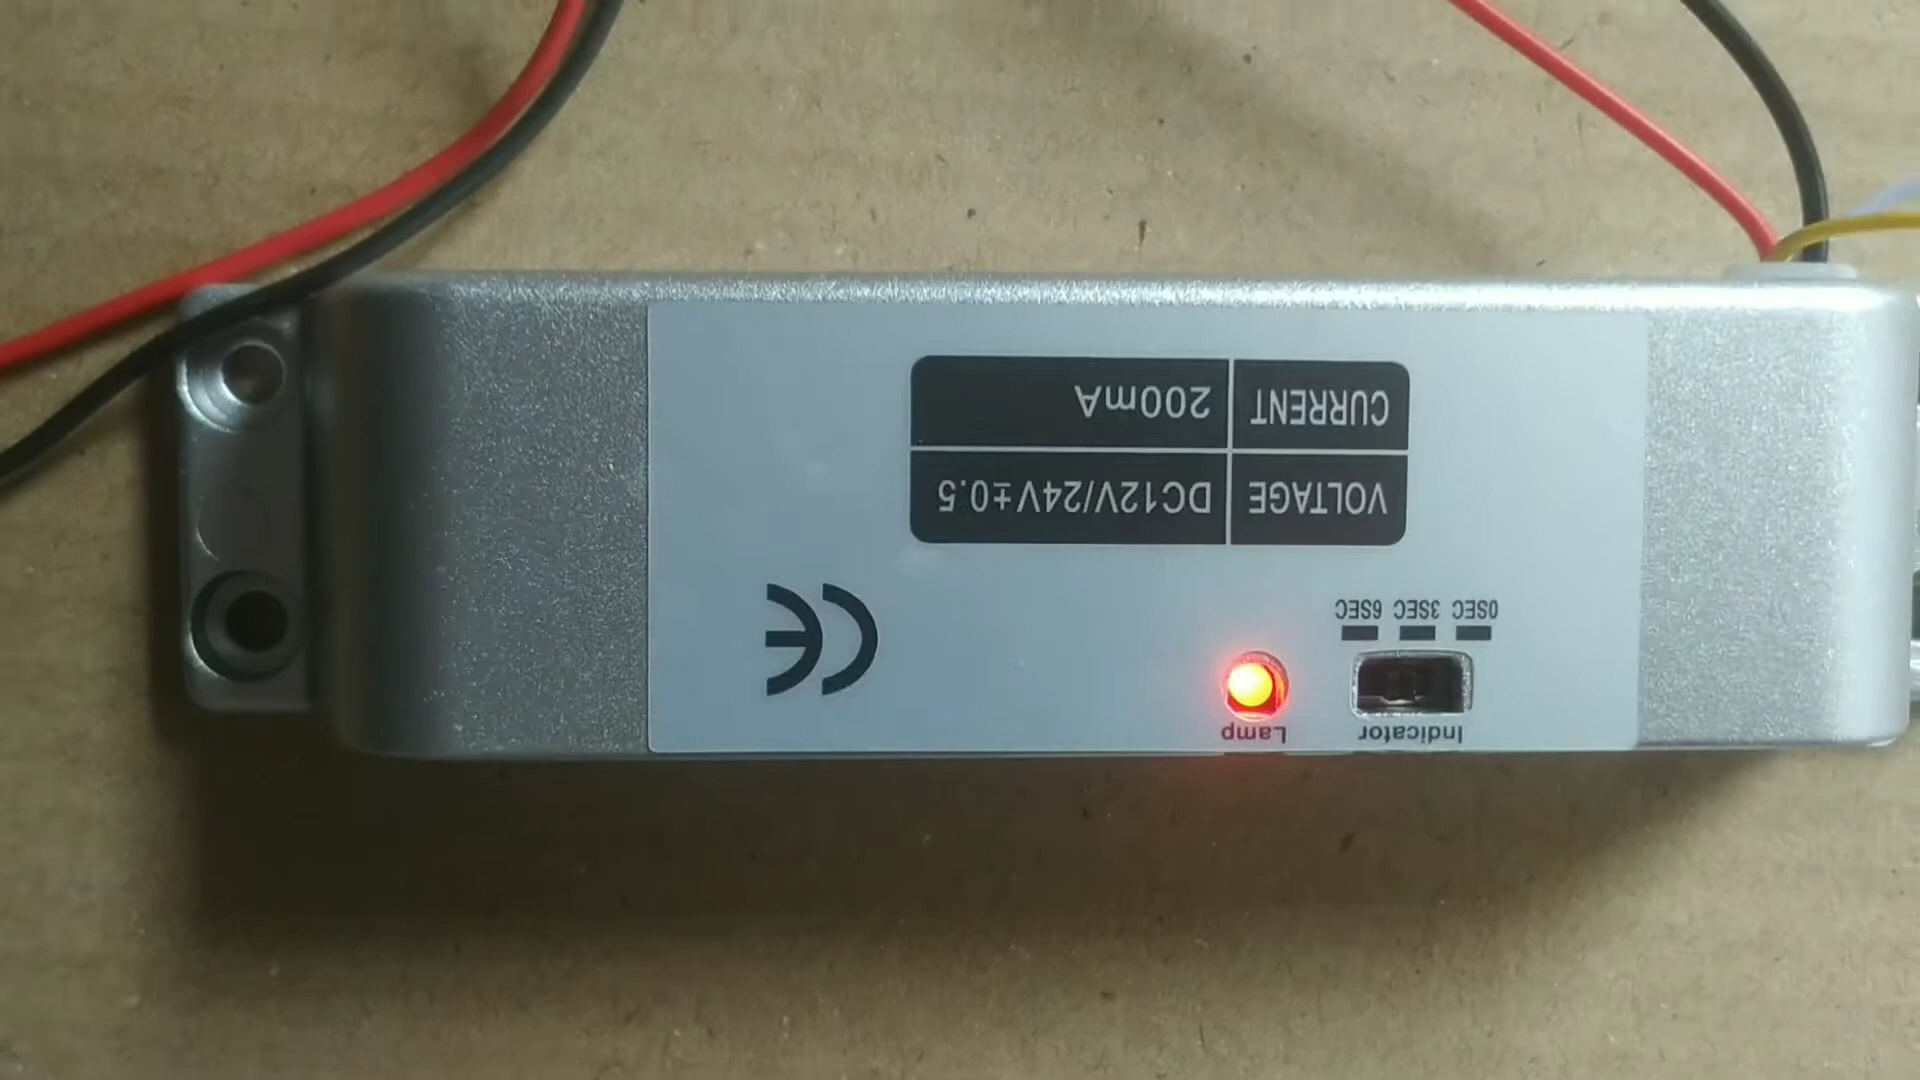 Indicator Lamp
0SEC 3SEC 6SEC
CE
VOLTAGE DC12V/24V±0.5
CURRENT 200mA